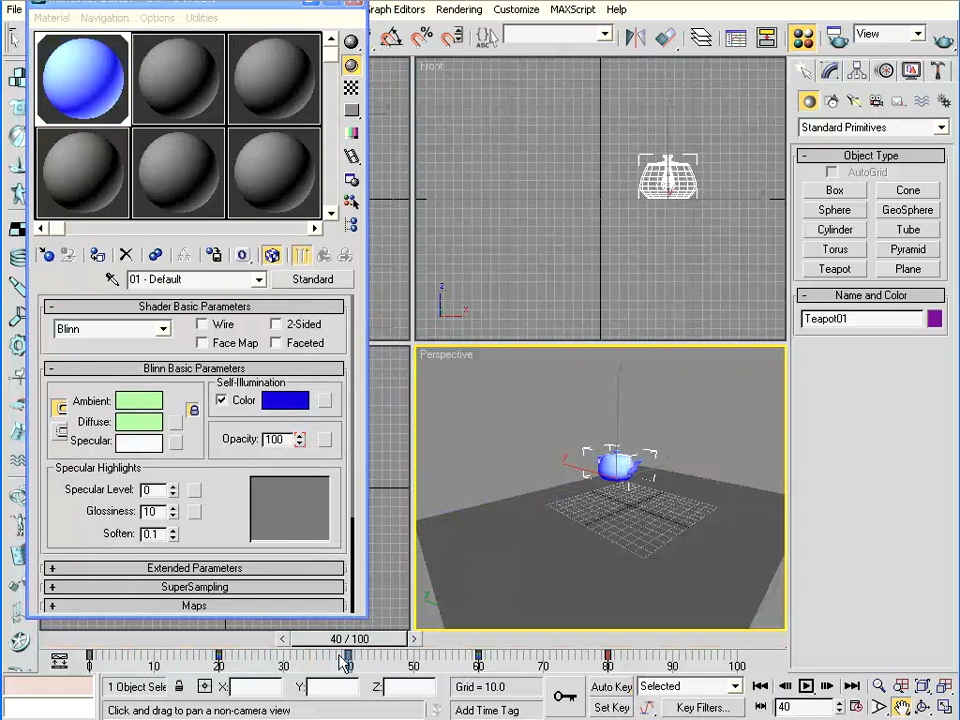 File
raph Editors Rendering Customize MAXScript Help
Material Navigation Options Utilities
View
Front
Standard Primitives
Object Type
AutoGrid
Box Cone
Sphere GeoSphere
Cylinder Tube
Torus Pyramid
Teapot Plane
Name and Color
Teapot01
01 - Default
Standard
Shader Basic Parameters
Blinn
Wire 2-Sided
Face Map Faceted
Blinn Basic Parameters
Self-Illumination
Ambient:
Color
Diffuse:
Specular:
Opacity: 100
Specular Highlights
Specular Level: 0
Glossiness: 10
Soften: 0.1
Extended Parameters
SuperSampling
Maps
Perspective
z
x
y
40 / 100
0 10 20 30 40 50 60 70 80 90 100
1 Object Sele X: Y: Z: Grid = 10.0
Auto Key Selected
Click and drag to pan a non-camera view
Add Time Tag
Set Key Key Filters...
40